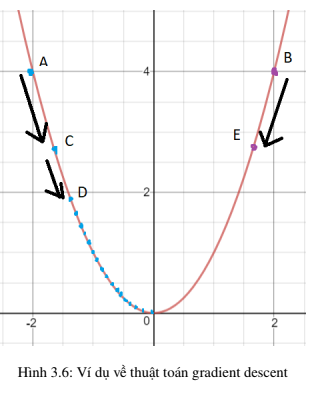 A
B
4
C
E
D
2
-2
0
2
Hình 3.6: Ví dụ về thuật toán gradient descent